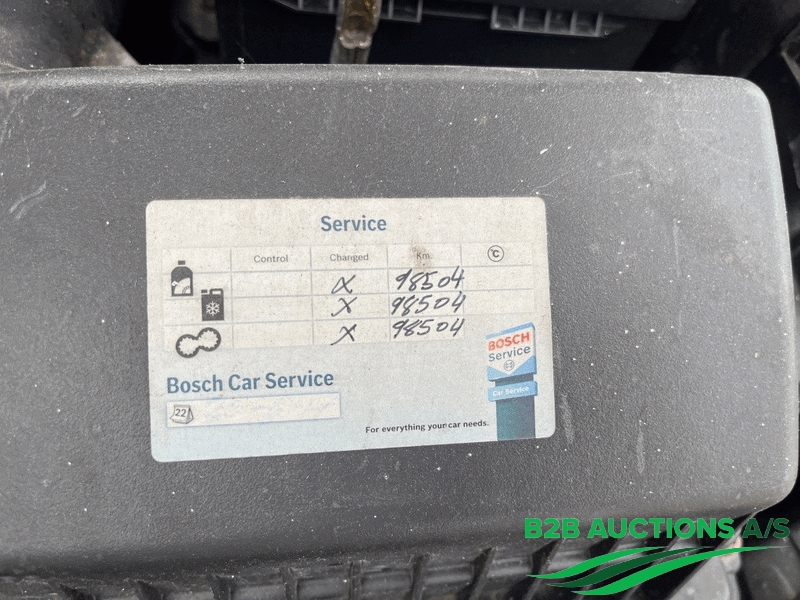 Service
Control Changed Km. °C
x 98504
x 98504
x 98504
BOSCH
Service
Car Service
Bosch Car Service
22
For everything your car needs.
B2B AUCTIONS A/S